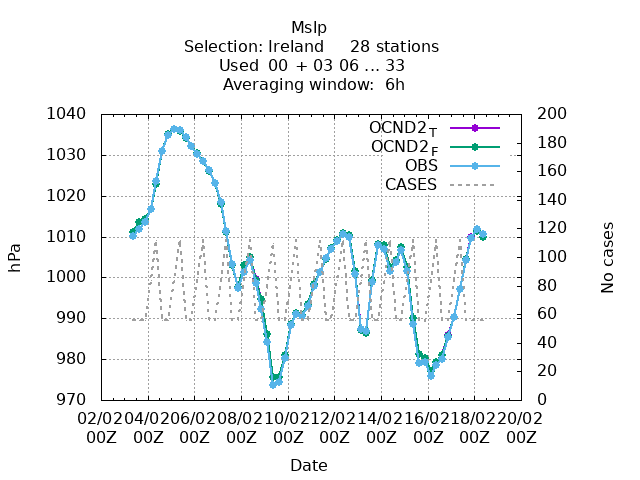 Mslp
Selection: Ireland 28 stations
Used 00 + 03 06 ... 33
Averaging window: 6h
1040
1030
1020
1010
1000
990
980
970
hPa
200
180
160
140
120
100
80
60
40
20
0
No cases
OCND2T
OCND2F
OBS
CASES
02/02 04/02 06/02 08/02 10/02 12/02 14/02 16/02 18/02 20/02
00Z 00Z 00Z 00Z 00Z 00Z 00Z 00Z 00Z 00Z
Date